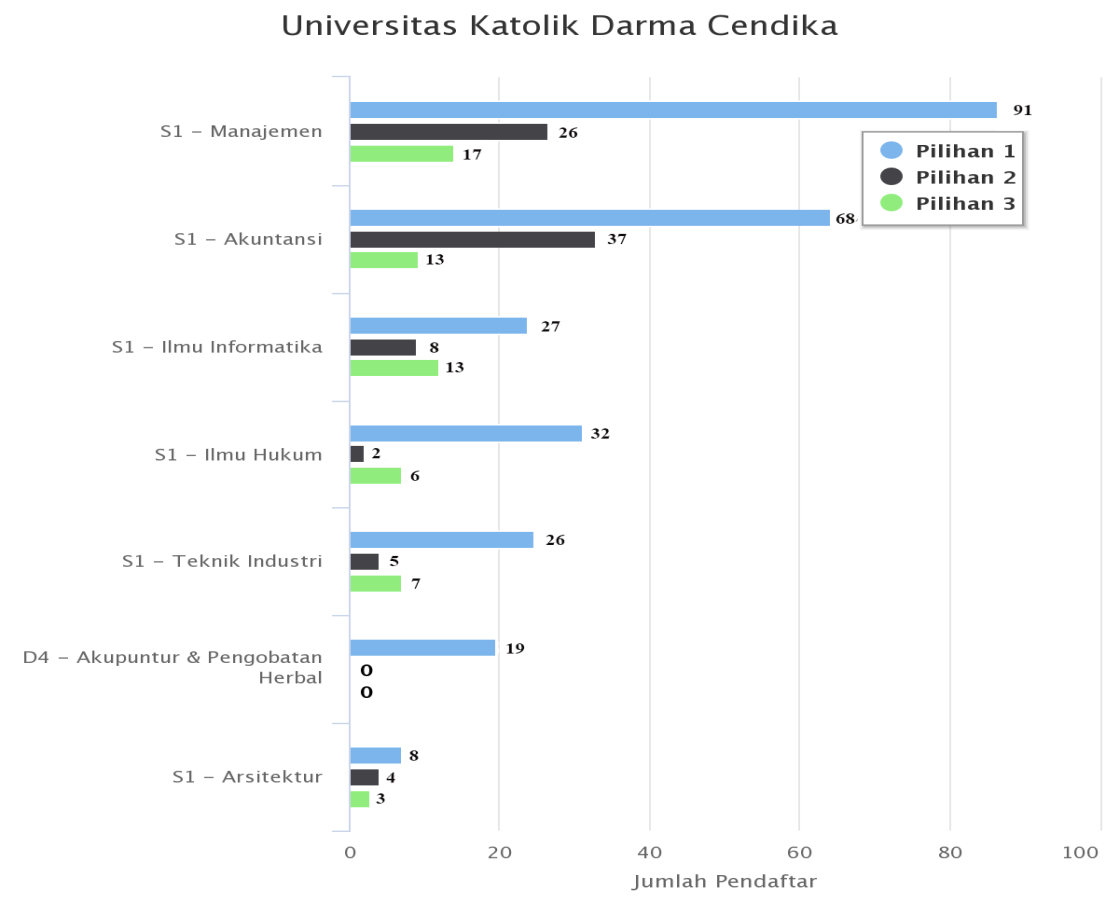 Universitas Katolik Darma Cendika
S1 – Manajemen
91
26
17
Pilihan 1
Pilihan 2
Pilihan 3
S1 – Akuntansi
68
37
13
S1 – Ilmu Informatika
27
8
13
S1 – Ilmu Hukum
32
2
6
S1 – Teknik Industri
26
5
7
D4 – Akupuntur & Pengobatan
Herbal
19
0
0
S1 – Arsitektur
8
4
3
0 20 40 60 80 100
Jumlah Pendaftar